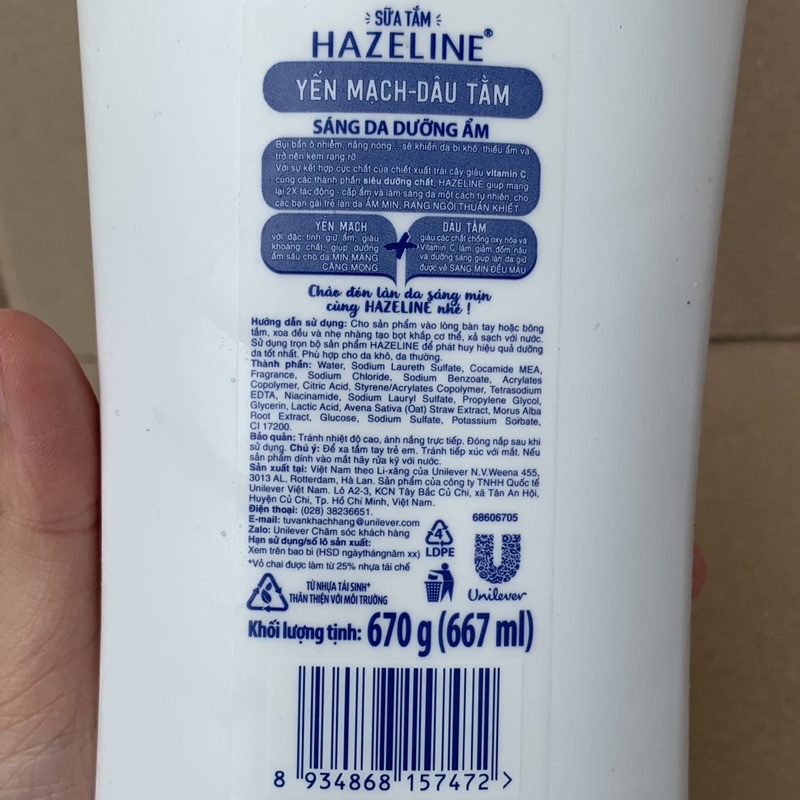 SỮA TẮM
HAZELINE®
YẾN MẠCH-DÂU TẰM
SÁNG DA DƯỠNG ẨM
Bụi bẩn ô nhiễm, nắng nóng... sẽ khiến da bị khô, thiếu ẩm và
trở nên kém rạng rỡ
Với sự kết hợp cực chất của chiết xuất trái cây giàu vitamin C,
cùng các thành phần siêu dưỡng chất, HAZELINE giúp mang
lại 2X tác động - cấp ẩm và làm sáng da một cách tự nhiên, cho
các bạn gái trẻ làn da ẨM MỊN, RẠNG NGỜI THUẦN KHIẾT
YẾN MẠCH
với đặc tính giữ ẩm, giàu
khoáng chất, giúp dưỡng
ẩm sâu cho da MỊN MÀNG
CĂNG MỌNG
+
DÂU TẰM
giàu các chất chống oxy hóa và
Vitamin C làm giảm đốm nâu
và dưỡng sáng giúp làn da giữ
được vẻ SÁNG MỊN ĐỀU MÀU
Chào đón làn da sáng mịn
cùng HAZELINE nhé !
Hướng dẫn sử dụng: Cho sản phẩm vào lòng bàn tay hoặc bông
tắm, xoa đều và nhẹ nhàng tạo bọt khắp cơ thể, xả sạch với nước.
Sử dụng trọn bộ sản phẩm HAZELINE để phát huy hiệu quả dưỡng
da tốt nhất. Phù hợp cho da khô, da thường.
Thành phần: Water, Sodium Laureth Sulfate, Cocamide MEA,
Fragrance, Sodium Chloride, Sodium Benzoate, Acrylates
Copolymer, Citric Acid, Styrene/Acrylates Copolymer, Tetrasodium
EDTA, Niacinamide, Sodium Lauryl Sulfate, Propylene Glycol,
Glycerin, Lactic Acid, Avena Sativa (Oat) Straw Extract, Morus Alba
Root Extract, Glucose, Sodium Sulfate, Potassium Sorbate,
CI 17200.
Bảo quản: Tránh nhiệt độ cao, ánh nắng trực tiếp. Đóng nắp sau khi
sử dụng. Chú ý: Để xa tầm tay trẻ em. Tránh tiếp xúc với mắt. Nếu
sản phẩm dính vào mắt hãy rửa kỹ với nước.
Sản xuất tại: Việt Nam theo Li-xăng của Unilever N.V.Weena 455,
3013 AL, Rotterdam, Hà Lan. Sản phẩm của công ty TNHH Quốc tế
Unilever Việt Nam. Lô A2-3, KCN Tây Bắc Củ Chi, xã Tân An Hội,
Huyện Củ Chi, Tp. Hồ Chí Minh, Việt Nam.
Điện thoại: (028) 38236651.
E-mail: tuvankhachhang@unilever.com
Zalo: Unilever Chăm sóc khách hàng
Hạn sử dụng/số lô sản xuất:
Xem trên bao bì (HSD ngàythángnăm xx)
*Vỏ chai được làm từ 25% nhựa tái chế
68606705
4
LDPE
Unilever
TỪ NHỰA TÁI SINH*
THÂN THIỆN VỚI MÔI TRƯỜNG
Khối lượng tịnh: 670 g (667 ml)
8 934868 157472 >